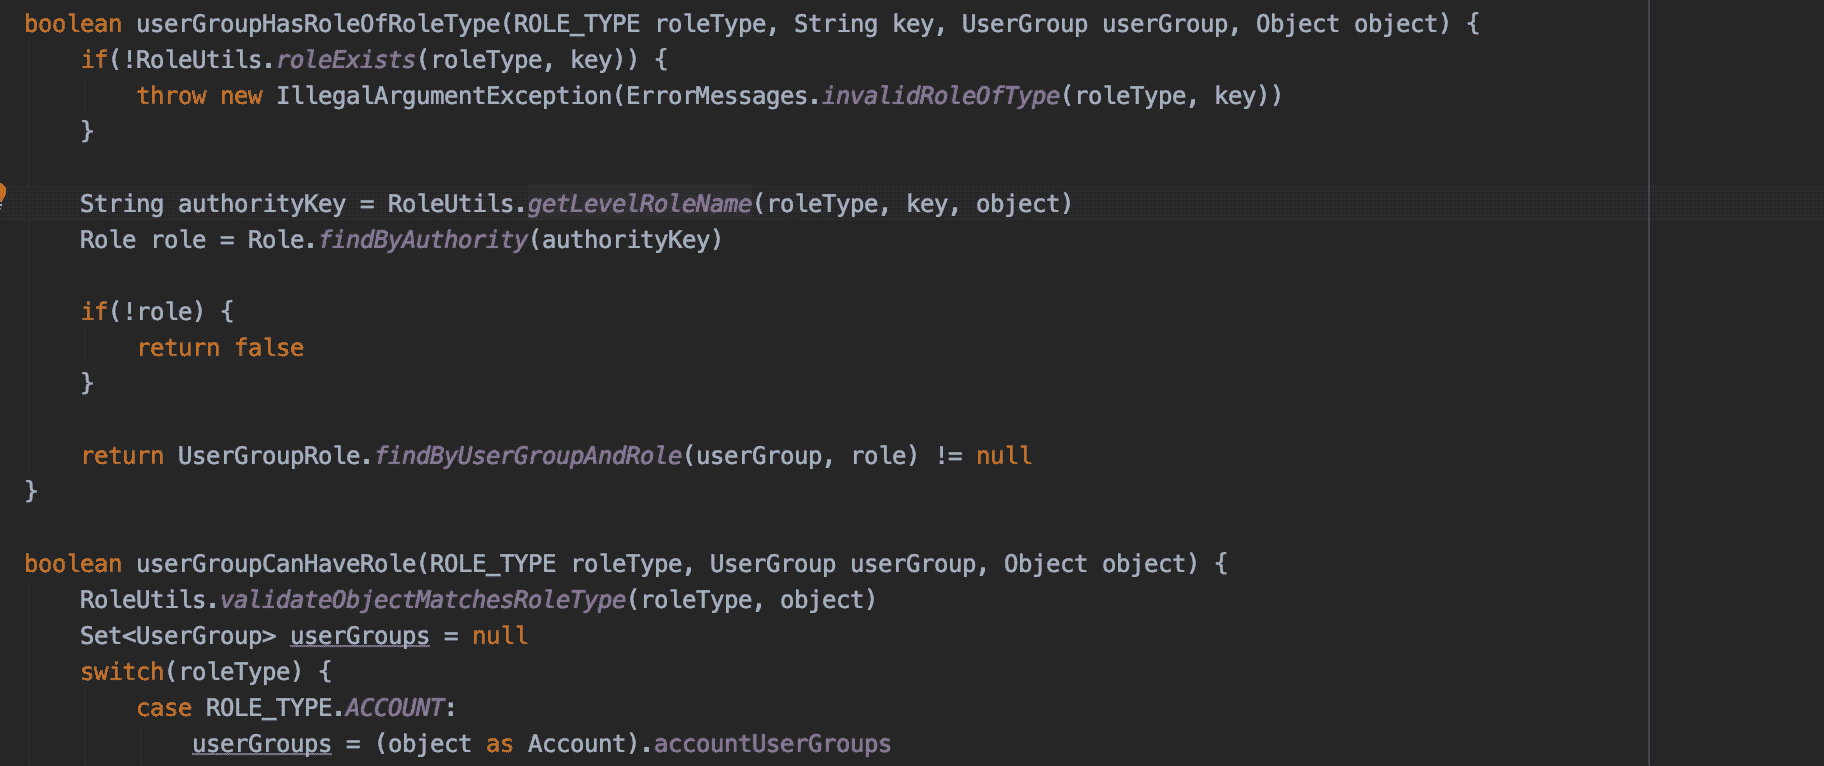 boolean userGroupHasRoleOfRoleType(ROLE_TYPE roleType, String key, UserGroup userGroup, Object object) {
    if(!RoleUtils.roleExists(roleType, key)) {
        throw new IllegalArgumentException(ErrorMessages.invalidRoleOfType(roleType, key))
    }

    String authorityKey = RoleUtils.getLevelRoleName(roleType, key, object)
    Role role = Role.findByAuthority(authorityKey)

    if(!role) {
        return false
    }

    return UserGroupRole.findByUserGroupAndRole(userGroup, role) != null
}

boolean userGroupCanHaveRole(ROLE_TYPE roleType, UserGroup userGroup, Object object) {
    RoleUtils.validateObjectMatchesRoleType(roleType, object)
    Set<UserGroup> userGroups = null
    switch(roleType) {
        case ROLE_TYPE.ACCOUNT:
            userGroups = (object as Account).accountUserGroups